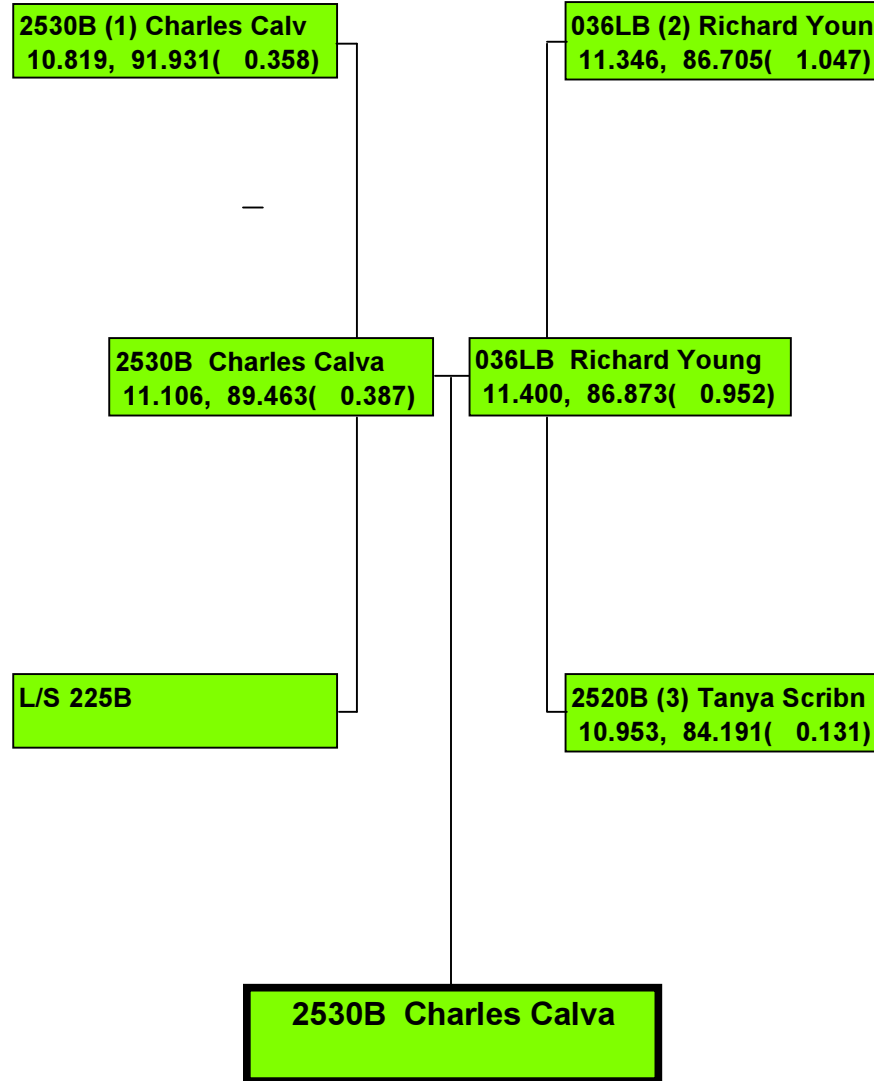 2530B (1) Charles Calv
10.819, 91.931( 0.358)
036LB (2) Richard Youn
11.346, 86.705( 1.047)
2530B Charles Calva
11.106, 89.463( 0.387)
036LB Richard Young
11.400, 86.873( 0.952)
L/S 225B
2520B (3) Tanya Scribn
10.953, 84.191( 0.131)
2530B Charles Calva